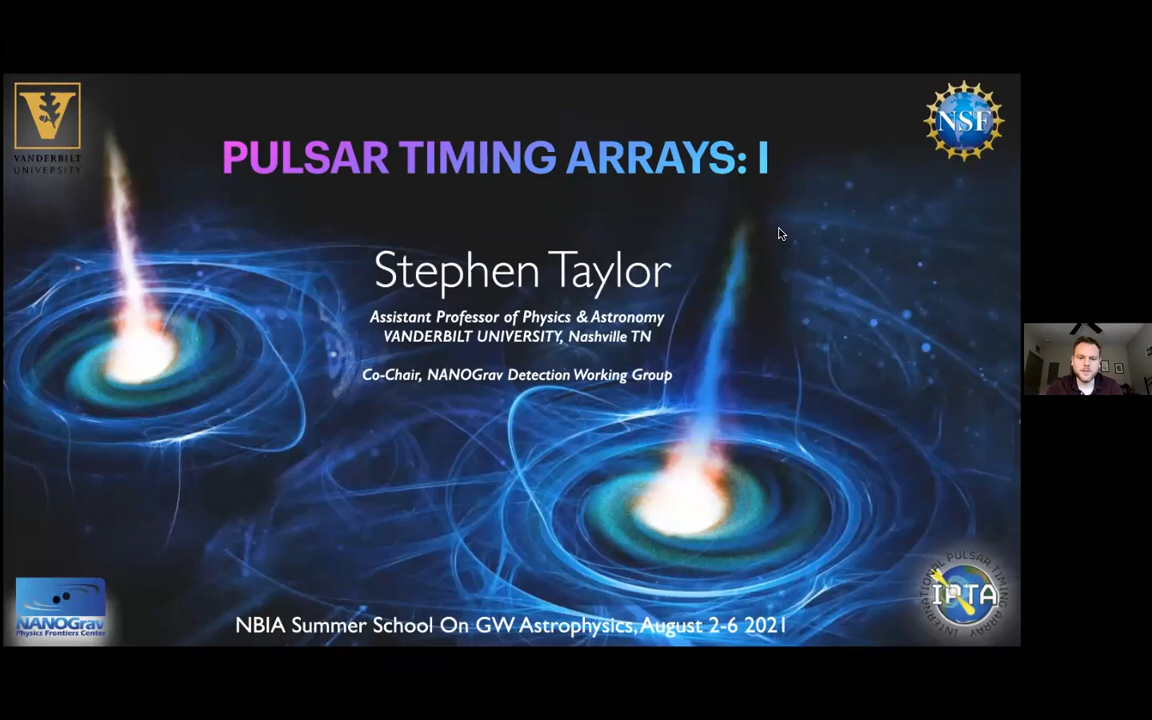 VANDERBILT
UNIVERSITY
NSF
PULSAR TIMING ARRAYS: I
Stephen Taylor
Assistant Professor of Physics & Astronomy
VANDERBILT UNIVERSITY, Nashville TN
Co-Chair, NANOGrav Detection Working Group
NANOGrav
Physics Frontiers Center
INTERNATIONAL PULSAR TIMING ARRAY
IPTA
NBIA Summer School On GW Astrophysics, August 2-6 2021